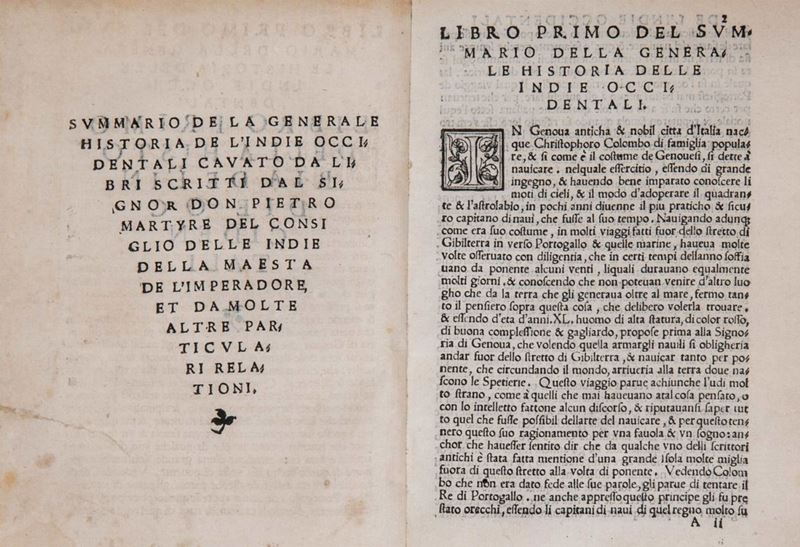 SVMMARIO DE LA GENERALE
HISTORIA DE L'INDIE OCCI
DENTALI CAVATO DA LI
BRI SCRITTI DAL SI
GNOR DON PIETRO
MARTYRE DEL CONSI
GLIO DELLE INDIE
DELLA MAESTA
DE L'IMPERADORE,
ET DA MOLTE
ALTRE PAR
TICVLA
RI RELA
TIONI.
2
LIBRO PRIMO DEL SVM
MARIO DELLA GENERA
LE HISTORIA DELLE
INDIE OCCI
DENTALI.
IN Genoua anticha & nobil citta d'Italia nac
que Chriſtophoro Colombo di famiglia popula
re, & ſi come è il coſtume de Genoueſi, ſi dette à
nauicare . nelquale eſſercitio , eſſendo di grande
ingegno, & hauendo bene imparato conoſcere li
moti di cieli, & il modo d'adoperare il quadran
te & l'aſtrolabio, in pochi anni diuenne il piu praticho & ſicu
ro capitano di naui, che fuſſe al ſuo tempo. Nauigando adunq;
come era ſuo coſtume , in molti viaggi fatti fuor dello ſtretto di
Gibilterra in verſo Portogallo & quelle marine, haueua molte
volte oſſeruato con diligentia, che in certi tempi dellanno ſoffia
uano da ponente alcuni venti , liquali durauano equalmente
molti giorni .& conoſcendo che non poteuan venire d'altro luo
gho che da la terra che gli generaua oltre al mare, fermo tan
to il penſiero ſopra queſta coſa , che delibero volerla trouare.
& eſſendo d'eta d'anni.XL. huomo di alta ſtatura, di color roſſo,
di buona compleſſione & gagliardo, propoſe prima alla Signo
ria di Genoua, che volendo quella armargli nauili ſi obligheria
andar fuor dello ſtretto di Gibilterra ,& nauicar tanto per po
nente, che circundando il mondo, arriueria alla terra doue na
ſcono le Spetierie. Queſto viaggio parue achiunche l'udi mol
to ſtrano , come à quelli che mai haueuano atal coſa penſato, o
con lo intelletto fattone alcun diſcorſo, & riputauanſi ſaper tut
to quel che fuſſe poſſibil dellarte del nauicare , & per queſto ten
nero queſto ſuo ragionamento per vna fauola & vn ſogno: an
chor che haueſſer ſentito dir che da qualche vno delli ſcrittori
antichi è ſtata fatta mentione d'una grande Iſola molte miglia
fuora di queſto ſtretto alla volta di ponente. Vedendo Colom
bo che non era dato fede alle ſue parole, gli parue di tentare il
Re di Portogallo . ne anche appreſſo queſto principe gli fu pre
ſtato orecchi, eſſendo li capitani di naui di quel regno molto ſu
A ii